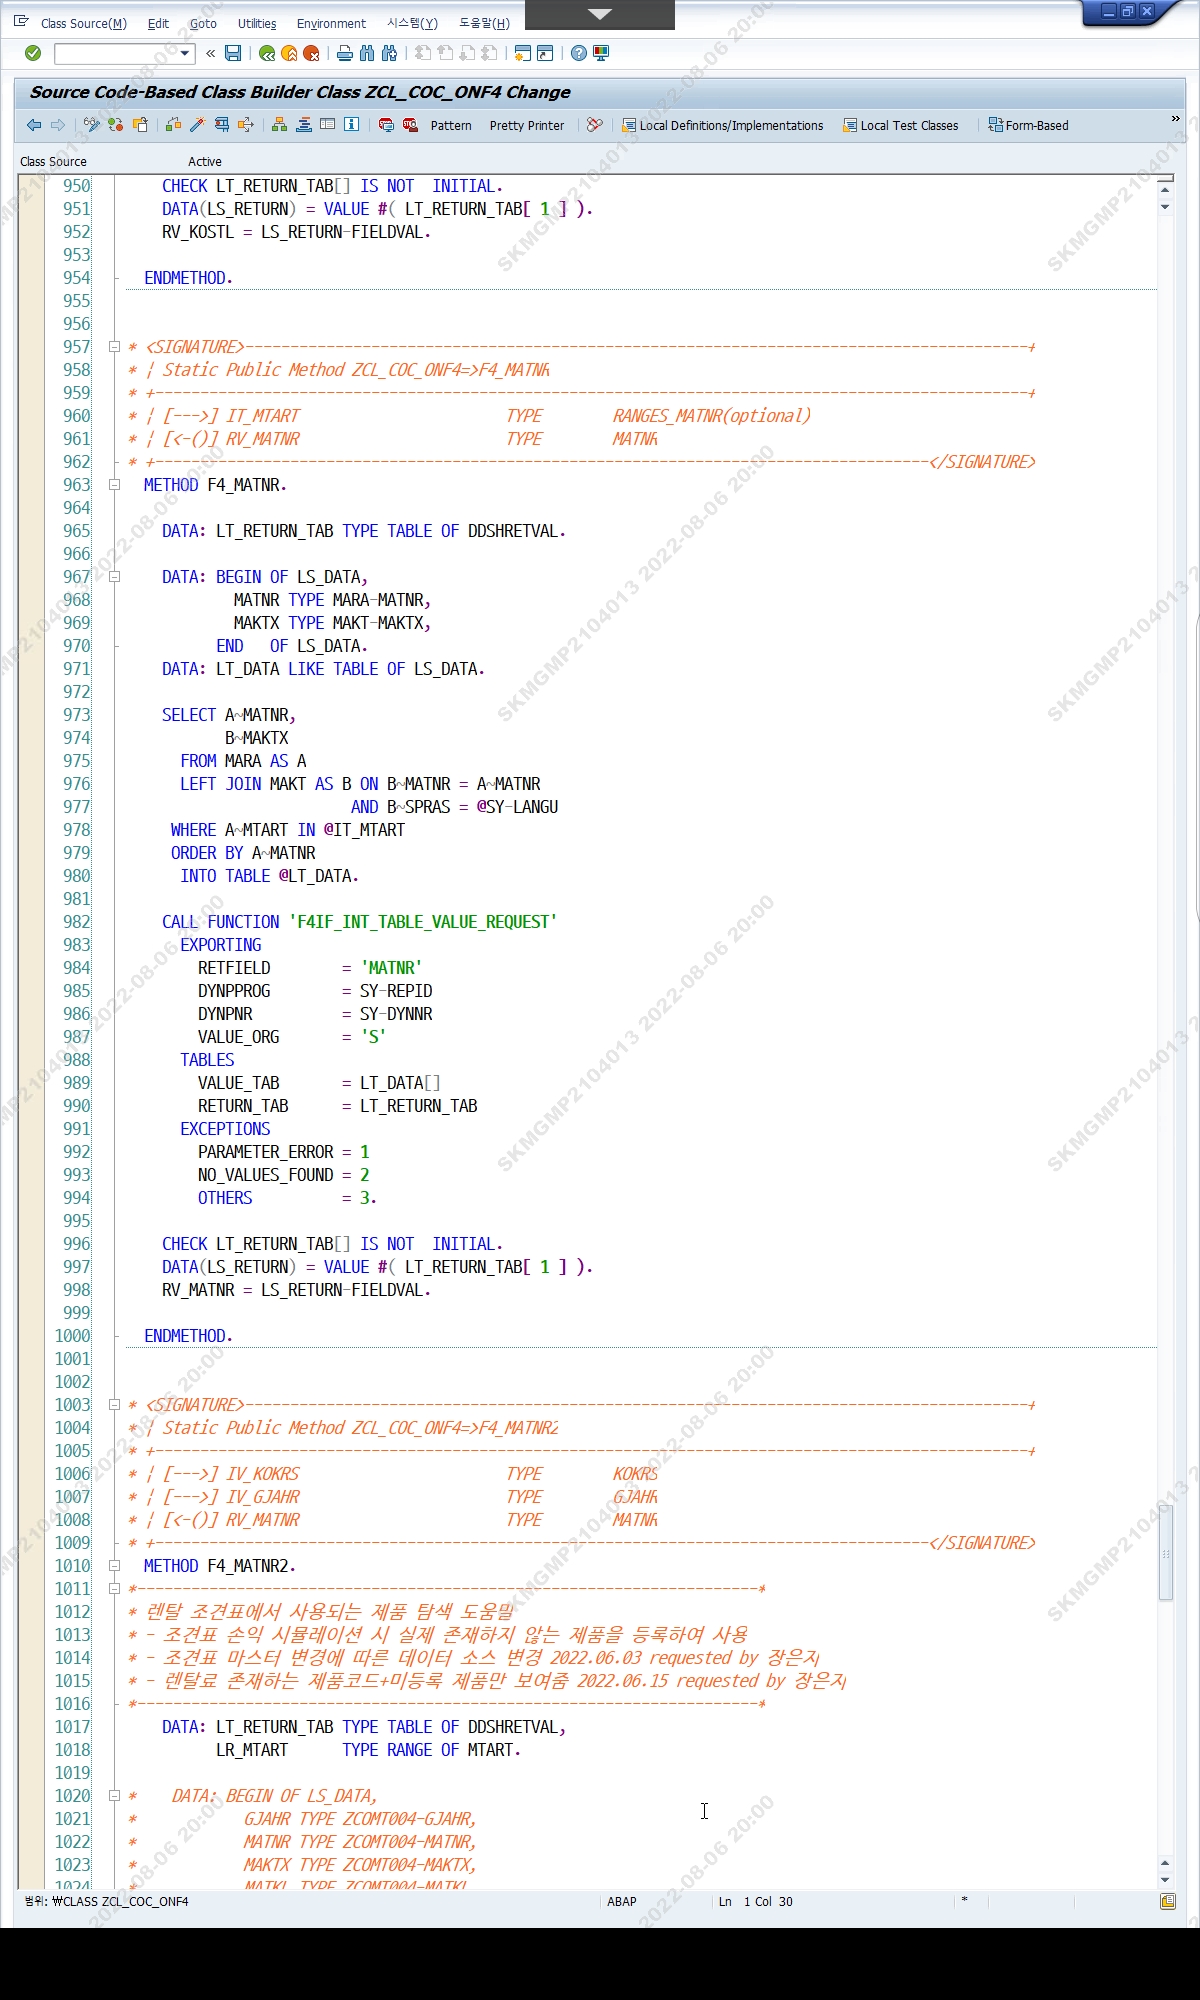 Class Source(M) Edit Goto Utilities Environment 시스템(Y) 도움말(H)
Source Code-Based Class Builder Class ZCL_COC_ONF4 Change
Pattern Pretty Printer Local Definitions/Implementations Local Test Classes Form-Based »
Class Source Active
950 CHECK LT_RETURN_TAB[] IS NOT  INITIAL.
951 DATA(LS_RETURN) = VALUE #( LT_RETURN_TAB[ 1 ] ).
952 RV_KOSTL = LS_RETURN-FIELDVAL.
953
954 ENDMETHOD.
955
956
957 * <SIGNATURE>---------------------------------------------------------------------------------------+
958 * | Static Public Method ZCL_COC_ONF4=>F4_MATNR
959 * +-------------------------------------------------------------------------------------------------+
960 * | [--->] IT_MTART                       TYPE        RANGES_MATNR(optional)
961 * | [<-()] RV_MATNR                       TYPE        MATNR
962 * +--------------------------------------------------------------------------------------</SIGNATURE>
963 METHOD F4_MATNR.
964
965 DATA: LT_RETURN_TAB TYPE TABLE OF DDSHRETVAL.
966
967 DATA: BEGIN OF LS_DATA,
968 MATNR TYPE MARA-MATNR,
969 MAKTX TYPE MAKT-MAKTX,
970 END   OF LS_DATA.
971 DATA: LT_DATA LIKE TABLE OF LS_DATA.
972
973 SELECT A~MATNR,
974 B~MAKTX
975 FROM MARA AS A
976 LEFT JOIN MAKT AS B ON B~MATNR = A~MATNR
977 AND B~SPRAS = @SY-LANGU
978 WHERE A~MTART IN @IT_MTART
979 ORDER BY A~MATNR
980 INTO TABLE @LT_DATA.
981
982 CALL FUNCTION 'F4IF_INT_TABLE_VALUE_REQUEST'
983 EXPORTING
984 RETFIELD        = 'MATNR'
985 DYNPPROG        = SY-REPID
986 DYNPNR          = SY-DYNNR
987 VALUE_ORG       = 'S'
988 TABLES
989 VALUE_TAB       = LT_DATA[]
990 RETURN_TAB      = LT_RETURN_TAB
991 EXCEPTIONS
992 PARAMETER_ERROR = 1
993 NO_VALUES_FOUND = 2
994 OTHERS          = 3.
995
996 CHECK LT_RETURN_TAB[] IS NOT  INITIAL.
997 DATA(LS_RETURN) = VALUE #( LT_RETURN_TAB[ 1 ] ).
998 RV_MATNR = LS_RETURN-FIELDVAL.
999
1000 ENDMETHOD.
1001
1002
1003 * <SIGNATURE>---------------------------------------------------------------------------------------+
1004 * | Static Public Method ZCL_COC_ONF4=>F4_MATNR2
1005 * +-------------------------------------------------------------------------------------------------+
1006 * | [--->] IV_KOKRS                       TYPE        KOKRS
1007 * | [--->] IV_GJAHR                       TYPE        GJAHR
1008 * | [<-()] RV_MATNR                       TYPE        MATNR
1009 * +--------------------------------------------------------------------------------------</SIGNATURE>
1010 METHOD F4_MATNR2.
1011 *---------------------------------------------------------------------*
1012 * 렌탈 조견표에서 사용되는 제품 탐색 도움말
1013 * - 조견표 손익 시뮬레이션 시 실제 존재하지 않는 제품을 등록하여 사용
1014 * - 조견표 마스터 변경에 따른 데이터 소스 변경 2022.06.03 requested by 장은지
1015 * - 렌탈료 존재하는 제품코드+미등록 제품만 보여줌 2022.06.15 requested by 장은지
1016 *---------------------------------------------------------------------*
1017 DATA: LT_RETURN_TAB TYPE TABLE OF DDSHRETVAL,
1018 LR_MTART      TYPE RANGE OF MTART.
1019
1020 *    DATA: BEGIN OF LS_DATA,
1021 *            GJAHR TYPE ZCOMT004-GJAHR,
1022 *            MATNR TYPE ZCOMT004-MATNR,
1023 *            MAKTX TYPE ZCOMT004-MAKTX,
1024 *            MATKL TYPE ZCOMT004-MATKL
범위: ₩CLASS ZCL_COC_ONF4 ABAP Ln 1 Col 30 *
SKMGMP2104013 2022-08-06 20:00